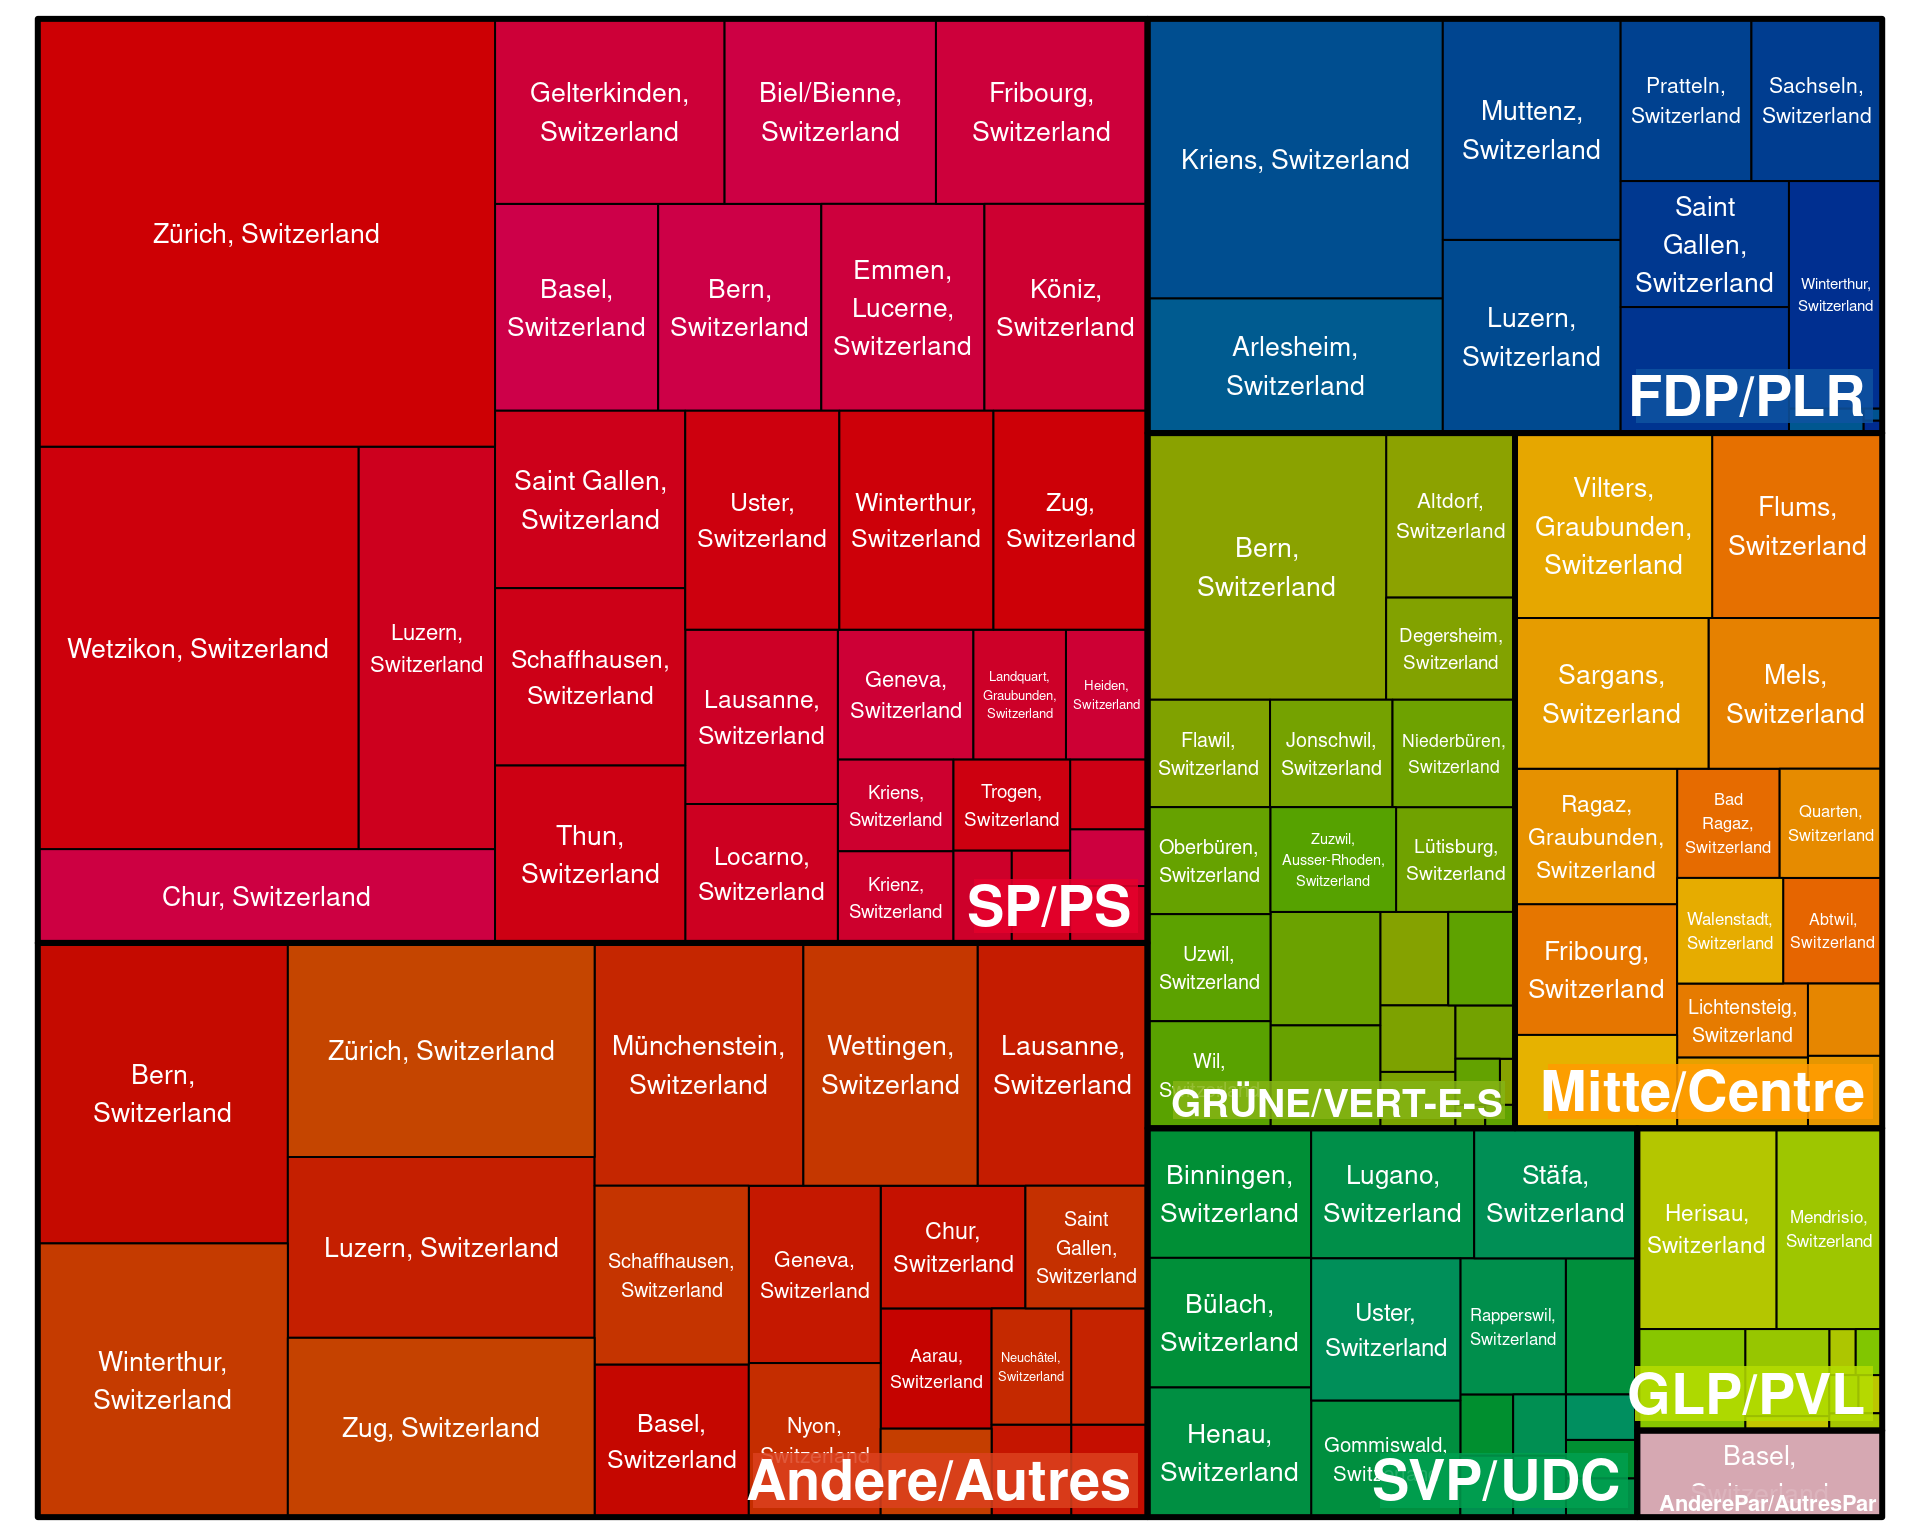 Zürich, Switzerland
Gelterkinden,
Switzerland
Biel/Bienne,
Switzerland
Fribourg,
Switzerland
Basel,
Switzerland
Bern,
Switzerland
Emmen,
Lucerne,
Switzerland
Köniz,
Switzerland
Wetzikon, Switzerland
Luzern,
Switzerland
Chur, Switzerland
Saint Gallen,
Switzerland
Schaffhausen,
Switzerland
Thun,
Switzerland
Uster,
Switzerland
Winterthur,
Switzerland
Zug,
Switzerland
Lausanne,
Switzerland
Locarno,
Switzerland
Geneva,
Switzerland
Landquart,
Graubunden,
Switzerland
Heiden,
Switzerland
Kriens,
Switzerland
Trogen,
Switzerland
Krienz,
Switzerland
SP/PS
Bern,
Switzerland
Winterthur,
Switzerland
Zürich, Switzerland
Luzern, Switzerland
Zug, Switzerland
Münchenstein,
Switzerland
Wettingen,
Switzerland
Lausanne,
Switzerland
Schaffhausen,
Switzerland
Basel,
Switzerland
Geneva,
Switzerland
Nyon,
Switzerland
Chur,
Switzerland
Saint
Gallen,
Switzerland
Aarau,
Switzerland
Neuchâtel,
Switzerland
Andere/Autres
Kriens, Switzerland
Arlesheim,
Switzerland
Muttenz,
Switzerland
Luzern,
Switzerland
Pratteln,
Switzerland
Sachseln,
Switzerland
Saint
Gallen,
Switzerland
Winterthur,
Switzerland
FDP/PLR
Bern,
Switzerland
Altdorf,
Switzerland
Degersheim,
Switzerland
Flawil,
Switzerland
Jonschwil,
Switzerland
Niederbüren,
Switzerland
Oberbüren,
Switzerland
Zuzwil,
Ausser-Rhoden,
Switzerland
Lütisburg,
Switzerland
Uzwil,
Switzerland
Wil,
Switzerland
GRÜNE/VERT-E-S
Vilters,
Graubunden,
Switzerland
Flums,
Switzerland
Sargans,
Switzerland
Mels,
Switzerland
Ragaz,
Graubunden,
Switzerland
Bad
Ragaz,
Switzerland
Quarten,
Switzerland
Fribourg,
Switzerland
Walenstadt,
Switzerland
Abtwil,
Switzerland
Lichtensteig,
Switzerland
Mitte/Centre
Binningen,
Switzerland
Lugano,
Switzerland
Stäfa,
Switzerland
Bülach,
Switzerland
Uster,
Switzerland
Rapperswil,
Switzerland
Henau,
Switzerland
Gommiswald,
Switzerland
SVP/UDC
Herisau,
Switzerland
Mendrisio,
Switzerland
GLP/PVL
Basel,
Switzerland
AnderePar/AutresPar